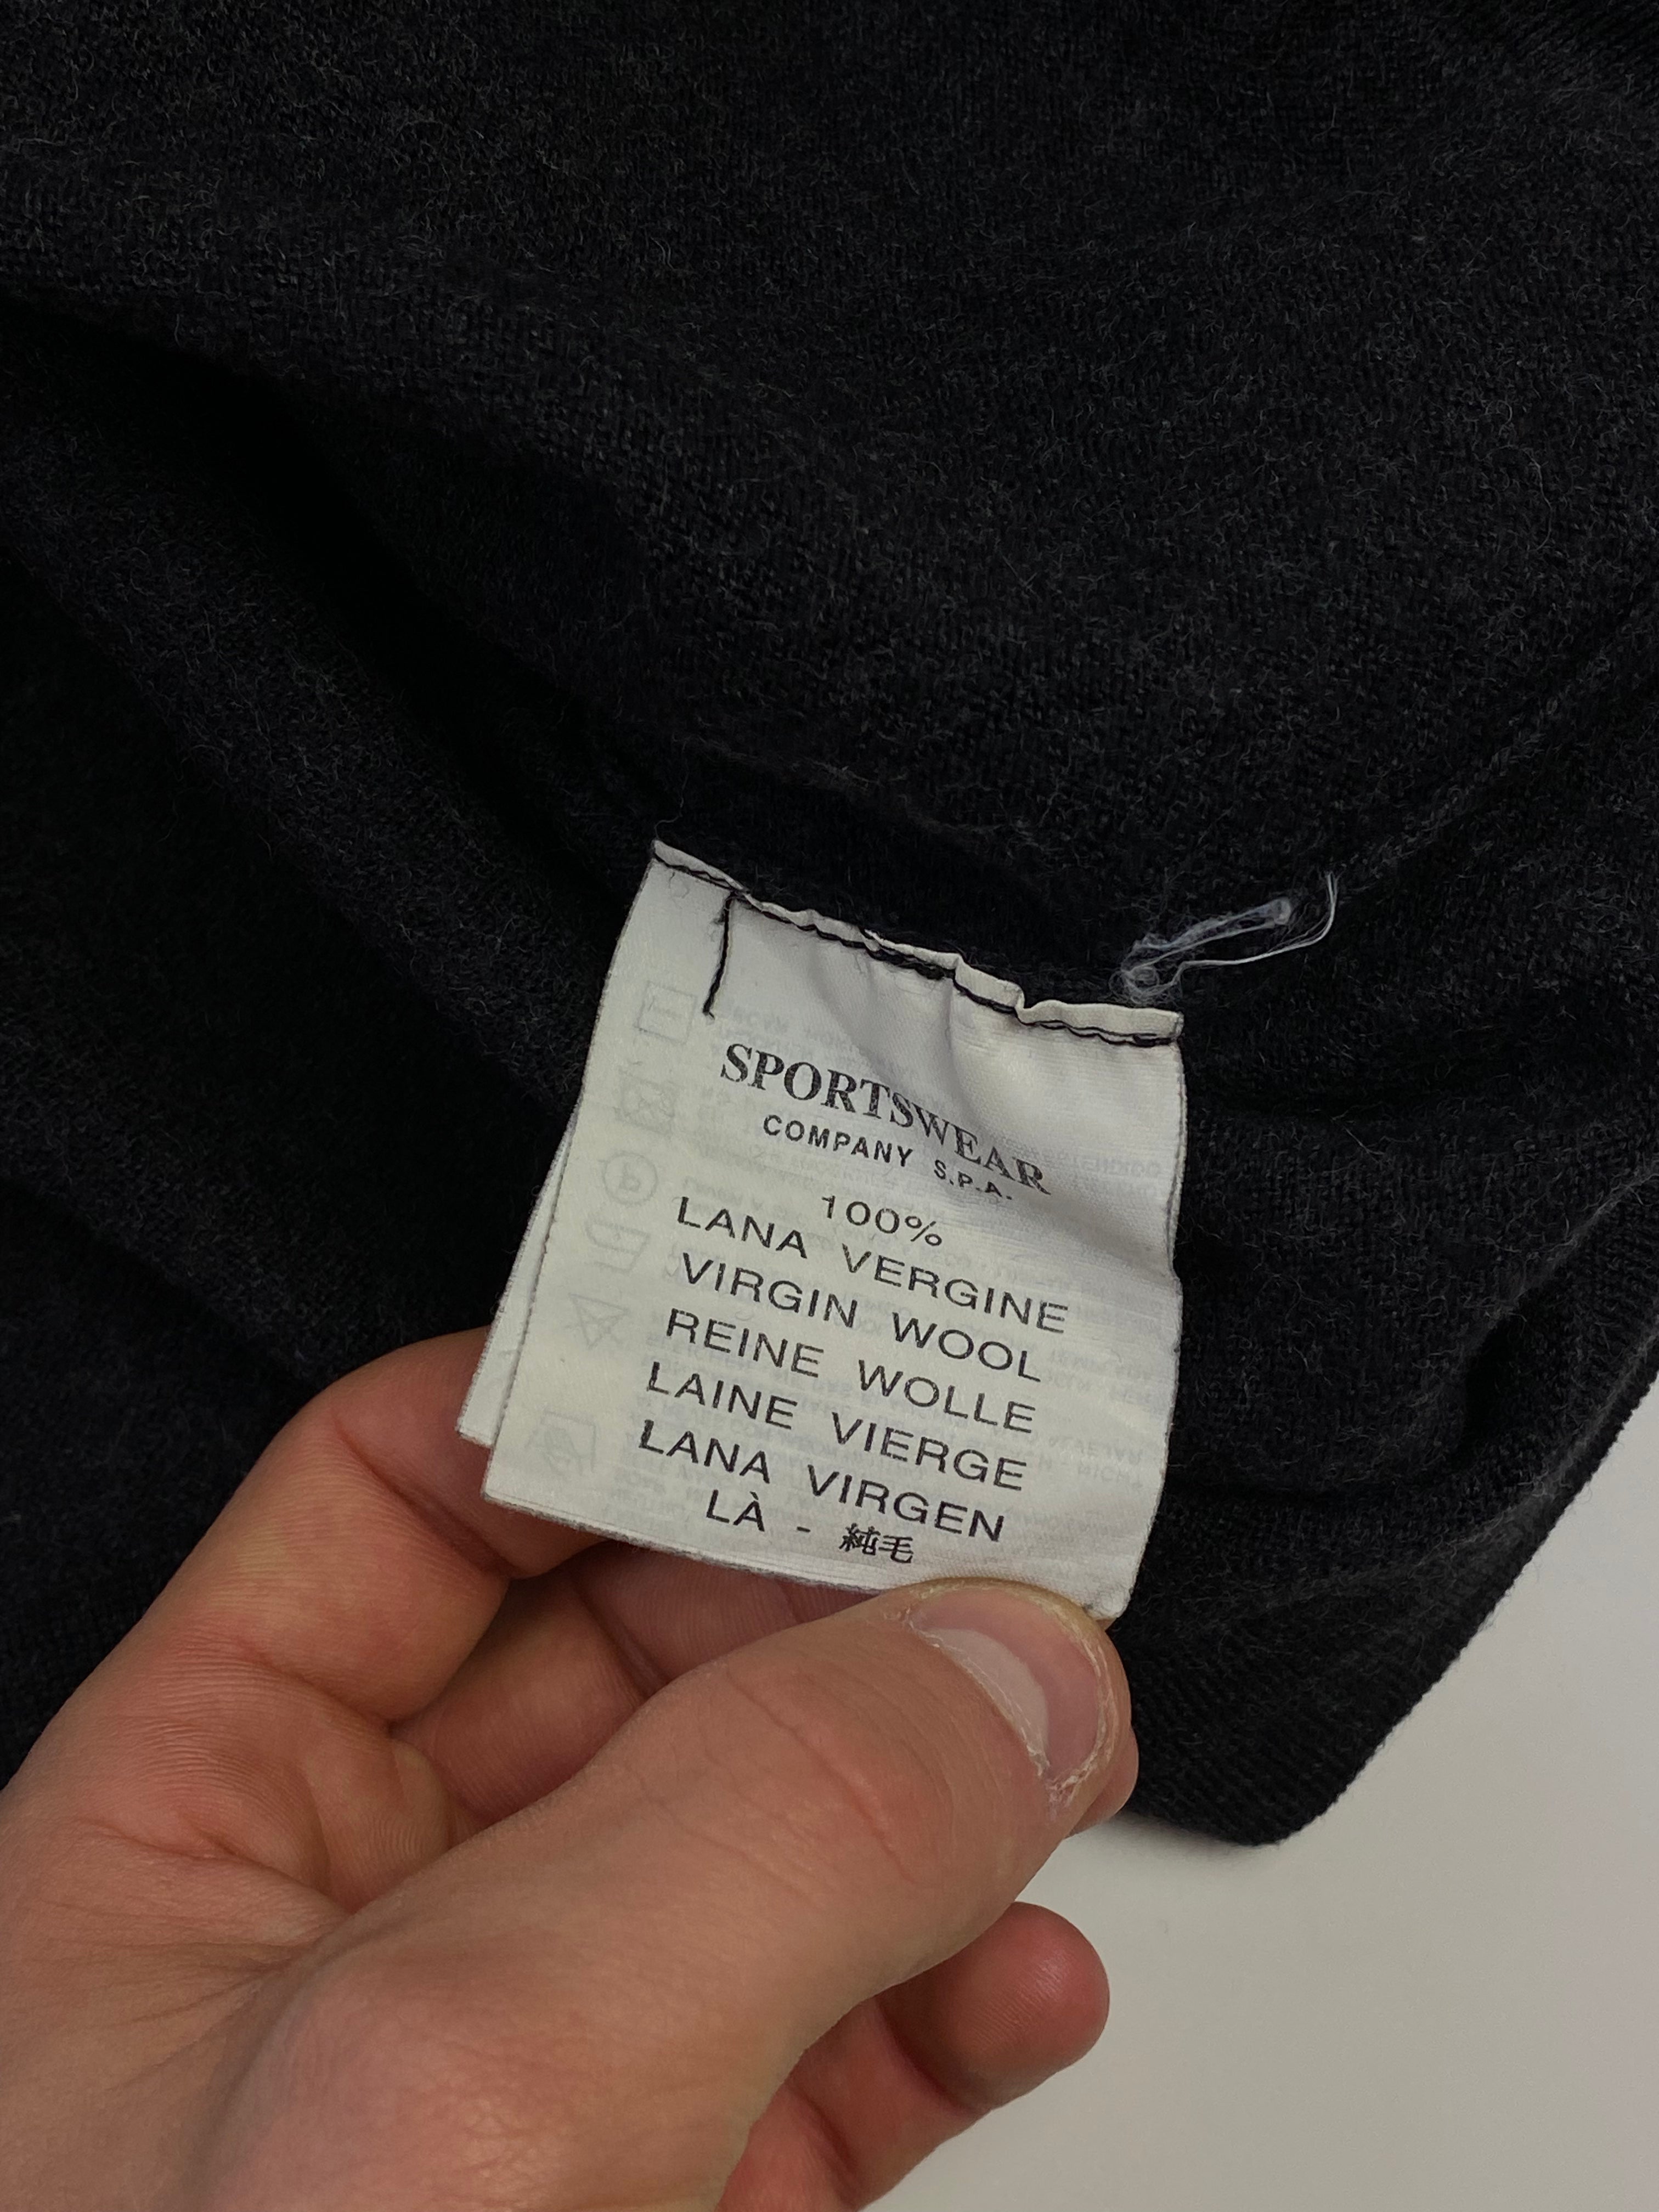 SPORTSWEAR
COMPANY S.P.A.
100%
LANA VERGINE
VIRGIN WOOL
REINE WOLLE
LAINE VIERGE
LANA VIRGEN
LÀ - 純毛